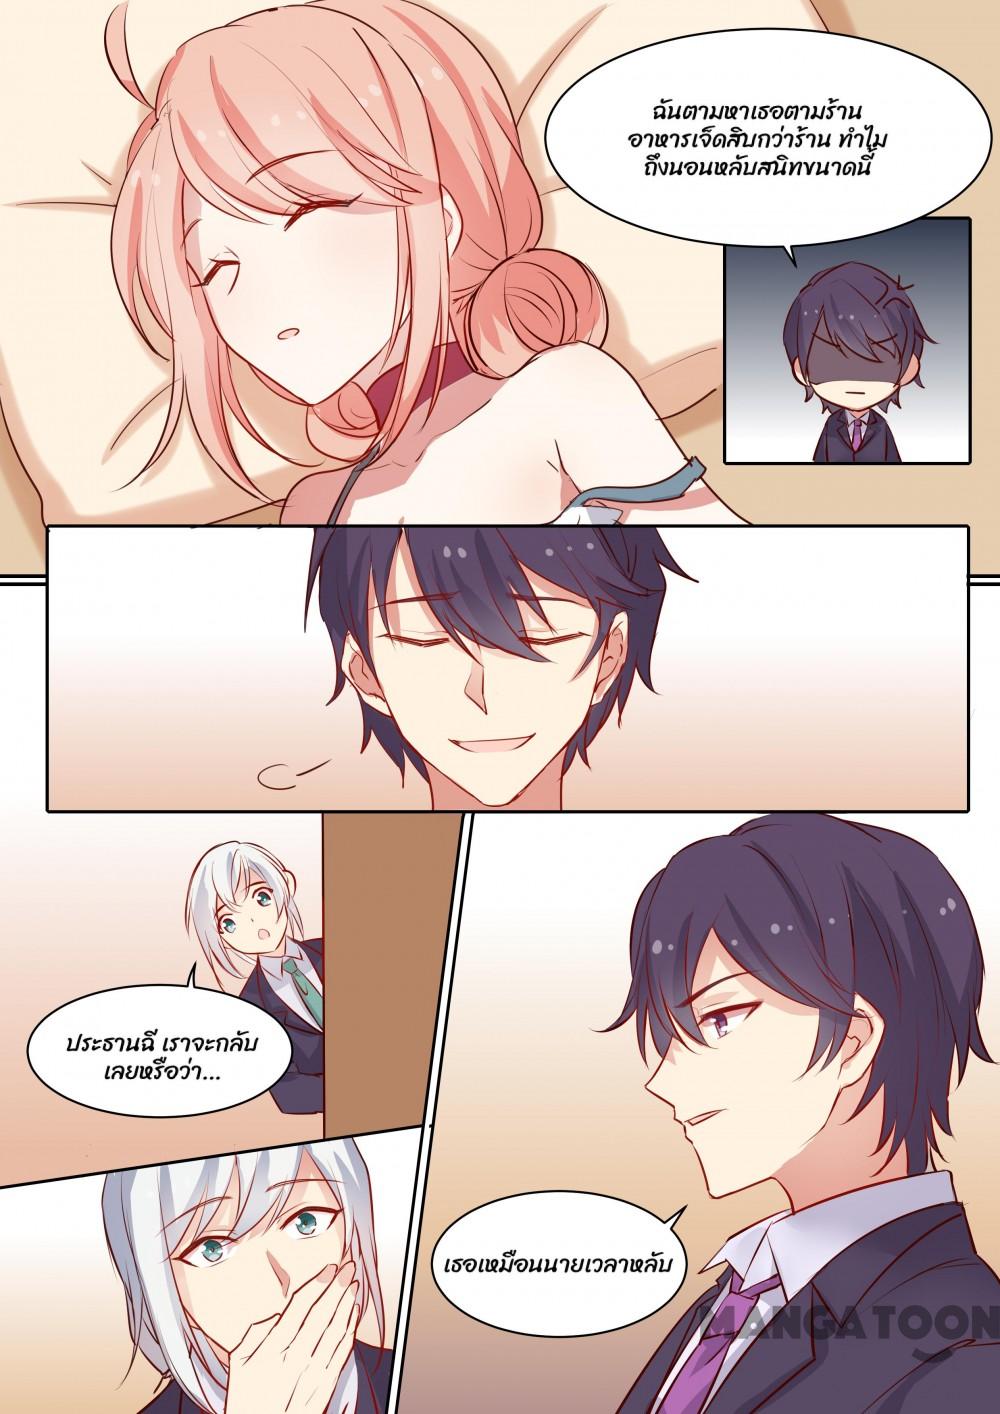 ฉันตามหาเธอตามร้าน
อาหารเจ็ดสิบกว่าร้าน ทำไม
ถึงนอนหลับสนิทขนาดนี้
ประธานฉี เราจะกลับ
เลยหรือว่า...
เธอเหมือนนายเวลาหลับ
MANGATOON